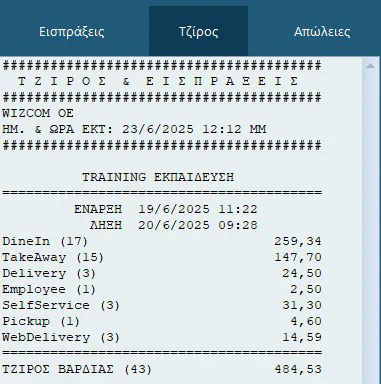 Εισπράξεις Τζίρος Απώλειες
########################################
Τ Ζ Ι Ρ Ο Σ & Ε Ι Σ Π Ρ Α Ξ Ε Ι Σ
########################################
WIZCOM OE
ΗΜ. & ΩΡΑ ΕΚΤ: 23/6/2025 12:12 ΜΜ
########################################
TRAINING ΕΚΠΑΙΔΕΥΣΗ
========================================
ΕΝΑΡΞΗ 19/6/2025 11:22
ΛΗΞΗ 20/6/2025 09:28
DineIn (17) 259,34
TakeAway (15) 147,70
Delivery (3) 24,50
Employee (1) 2,50
SelfService (3) 31,30
Pickup (1) 4,60
WebDelivery (3) 14,59
========================================
ΤΖΙΡΟΣ ΒΑΡΔΙΑΣ (43) 484,53